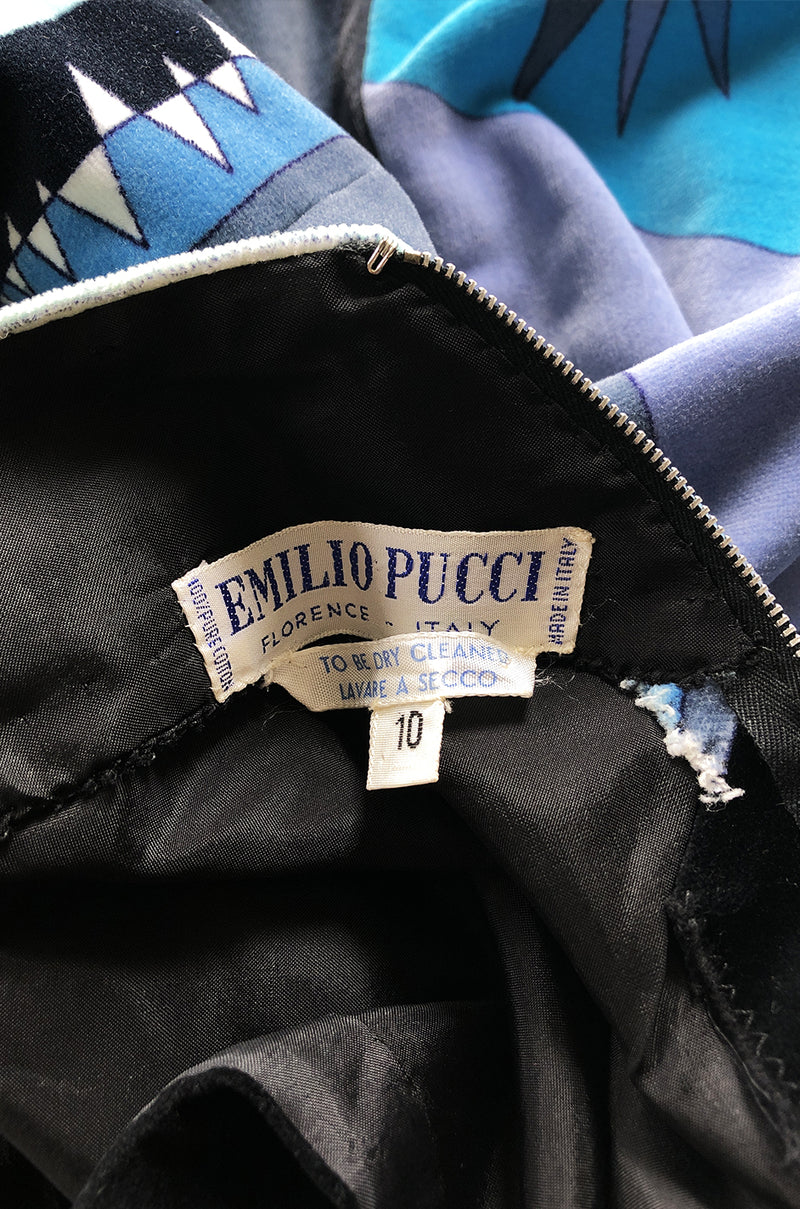 EMILIO PUCCI
FLORENCE - ITALY
100% PURE COTTON
MADE IN ITALY
TO BE DRY CLEANED
LAVARE A SECCO
10